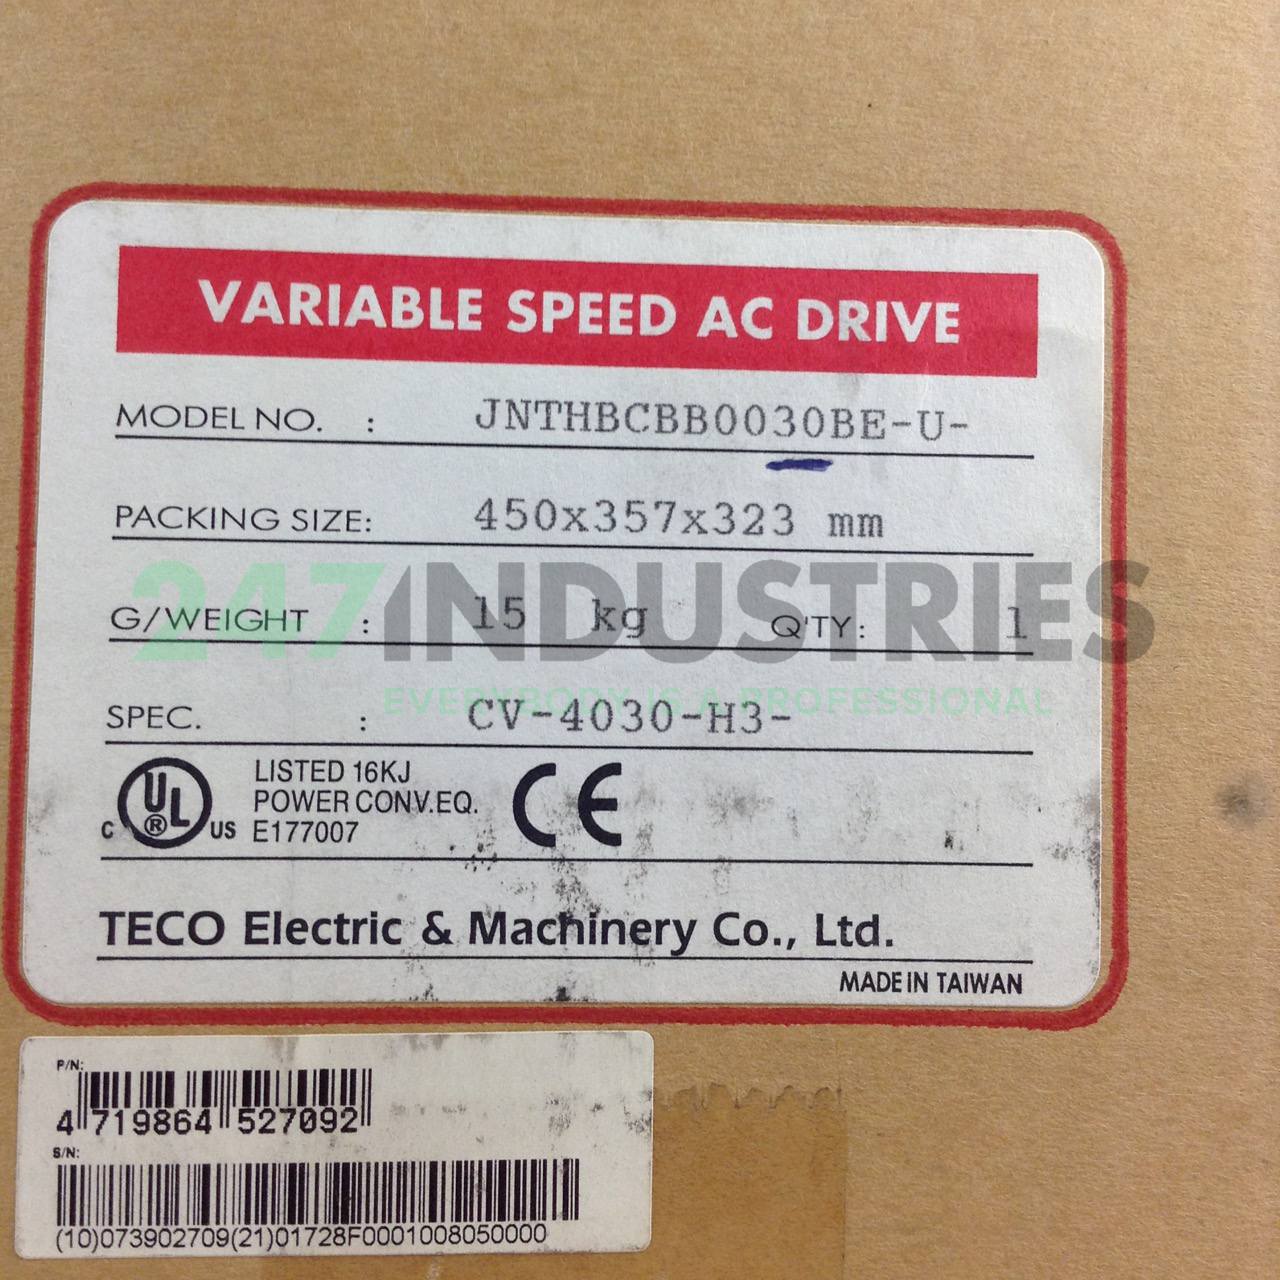 VARIABLE SPEED AC DRIVE
MODEL NO. : JNTHBCBB0030BE-U-
PACKING SIZE: 450x357x323 mm
247INDUSTRIES
G/WEIGHT : 15 kg Q'TY: 1
EVERYBODY IS A PROFESSIONAL
SPEC. : CV-4030-H3-
C UL ® US LISTED 16KJ
POWER CONV.EQ. CE
E177007
TECO Electric & Machinery Co., Ltd.
MADE IN TAIWAN
P/N:
4 719864 527092
S/N:
(10)073902709(21)01728F0001008050000